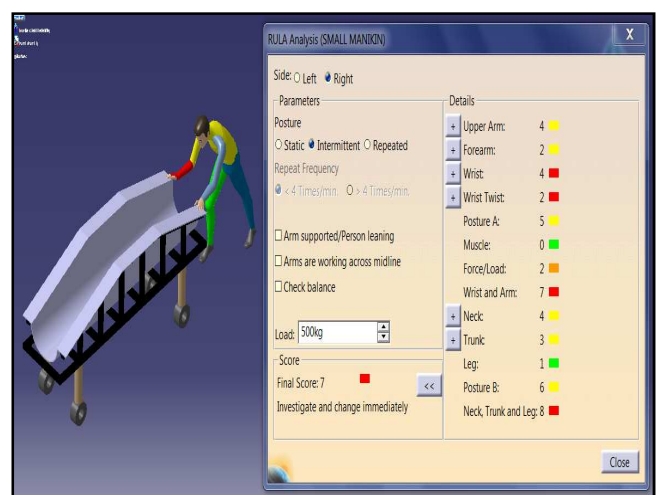 RULA Analysis (SMALL MANIKIN)
X
Side: Left Right
Parameters
Posture
Static Intermittent Repeated
Repeat Frequency
< 4 Times/min. > 4 Times/min.
Arm supported/Person leaning
Arms are working across midline
Check balance
Load: 500kg
Score
Final Score: 7
<<
Investigate and change immediately
Details
+ Upper Arm: 4
+ Forearm: 2
+ Wrist: 4
+ Wrist Twist: 2
Posture A: 5
Muscle: 0
Force/Load: 2
Wrist and Arm: 7
+ Neck: 4
+ Trunk: 3
Leg: 1
Posture B: 6
Neck, Trunk and Leg: 8
Close